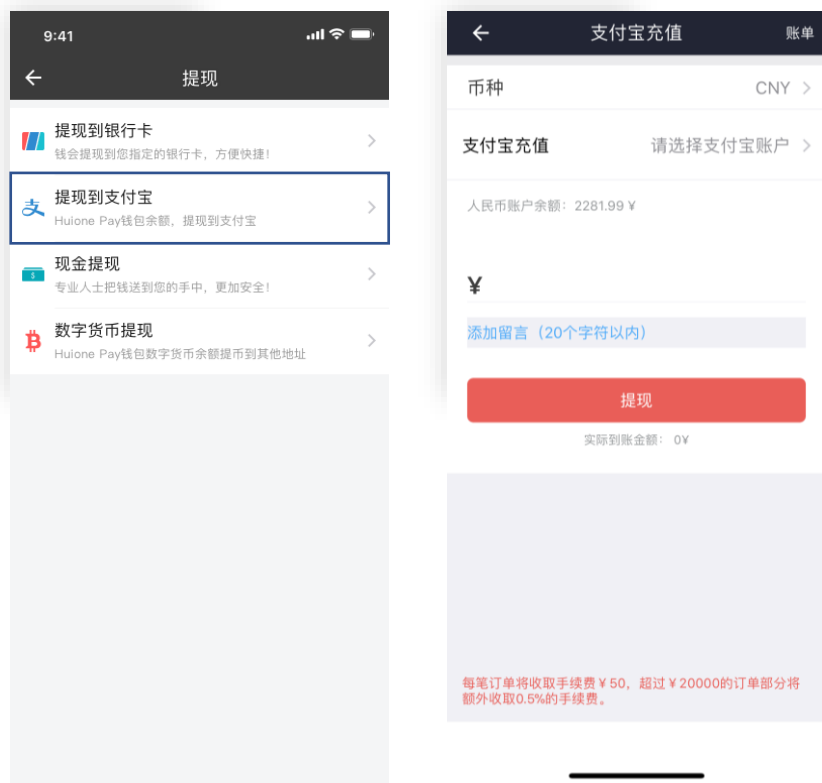 9:41
提现
提现到银行卡
钱会提现到您指定的银行卡，方便快捷！
提现到支付宝
Huione Pay钱包余额，提现到支付宝
现金提现
专业人士把钱送到您的手中，更加安全！
数字货币提现
Huione Pay钱包数字货币余额提币到其他地址
支付宝充值
账单
币种
CNY
支付宝充值
请选择支付宝账户
人民币账户余额：2281.99 ¥
¥
添加留言（20个字符以内）
提现
实际到账金额： 0¥
每笔订单将收取手续费￥50，超过￥20000的订单部分将
额外收取0.5%的手续费。